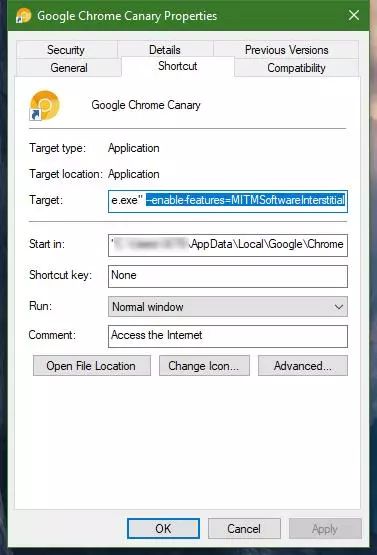 Google Chrome Canary Properties
Security Details Previous Versions
General Shortcut Compatibility
Google Chrome Canary
Target type: Application
Target location: Application
Target: e.exe" --enable-features=MITMSoftwareInterstitial
Start in: \AppData\Local\Google\Chrome
Shortcut key: None
Run: Normal window
Comment: Access the Internet
Open File Location Change Icon... Advanced...
OK Cancel Apply